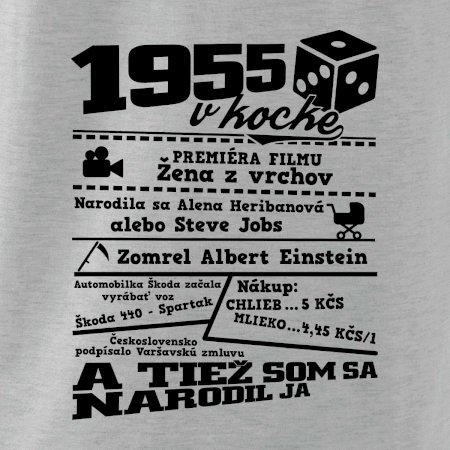 1955
v kocke
PREMIÉRA FILMU
Žena z vrchov
Narodila sa Alena Heribanová
alebo Steve Jobs
Zomrel Albert Einstein
Automobilka Škoda začala
vyrábať voz
Škoda 440 - Spartak
Nákup:
CHLIEB ... 5 KČS
MLIEKO...4,45 KČS/1
Československo
podpísalo Varšavskú zmluvu
A TIEŽ SOM SA
NARODIL JA